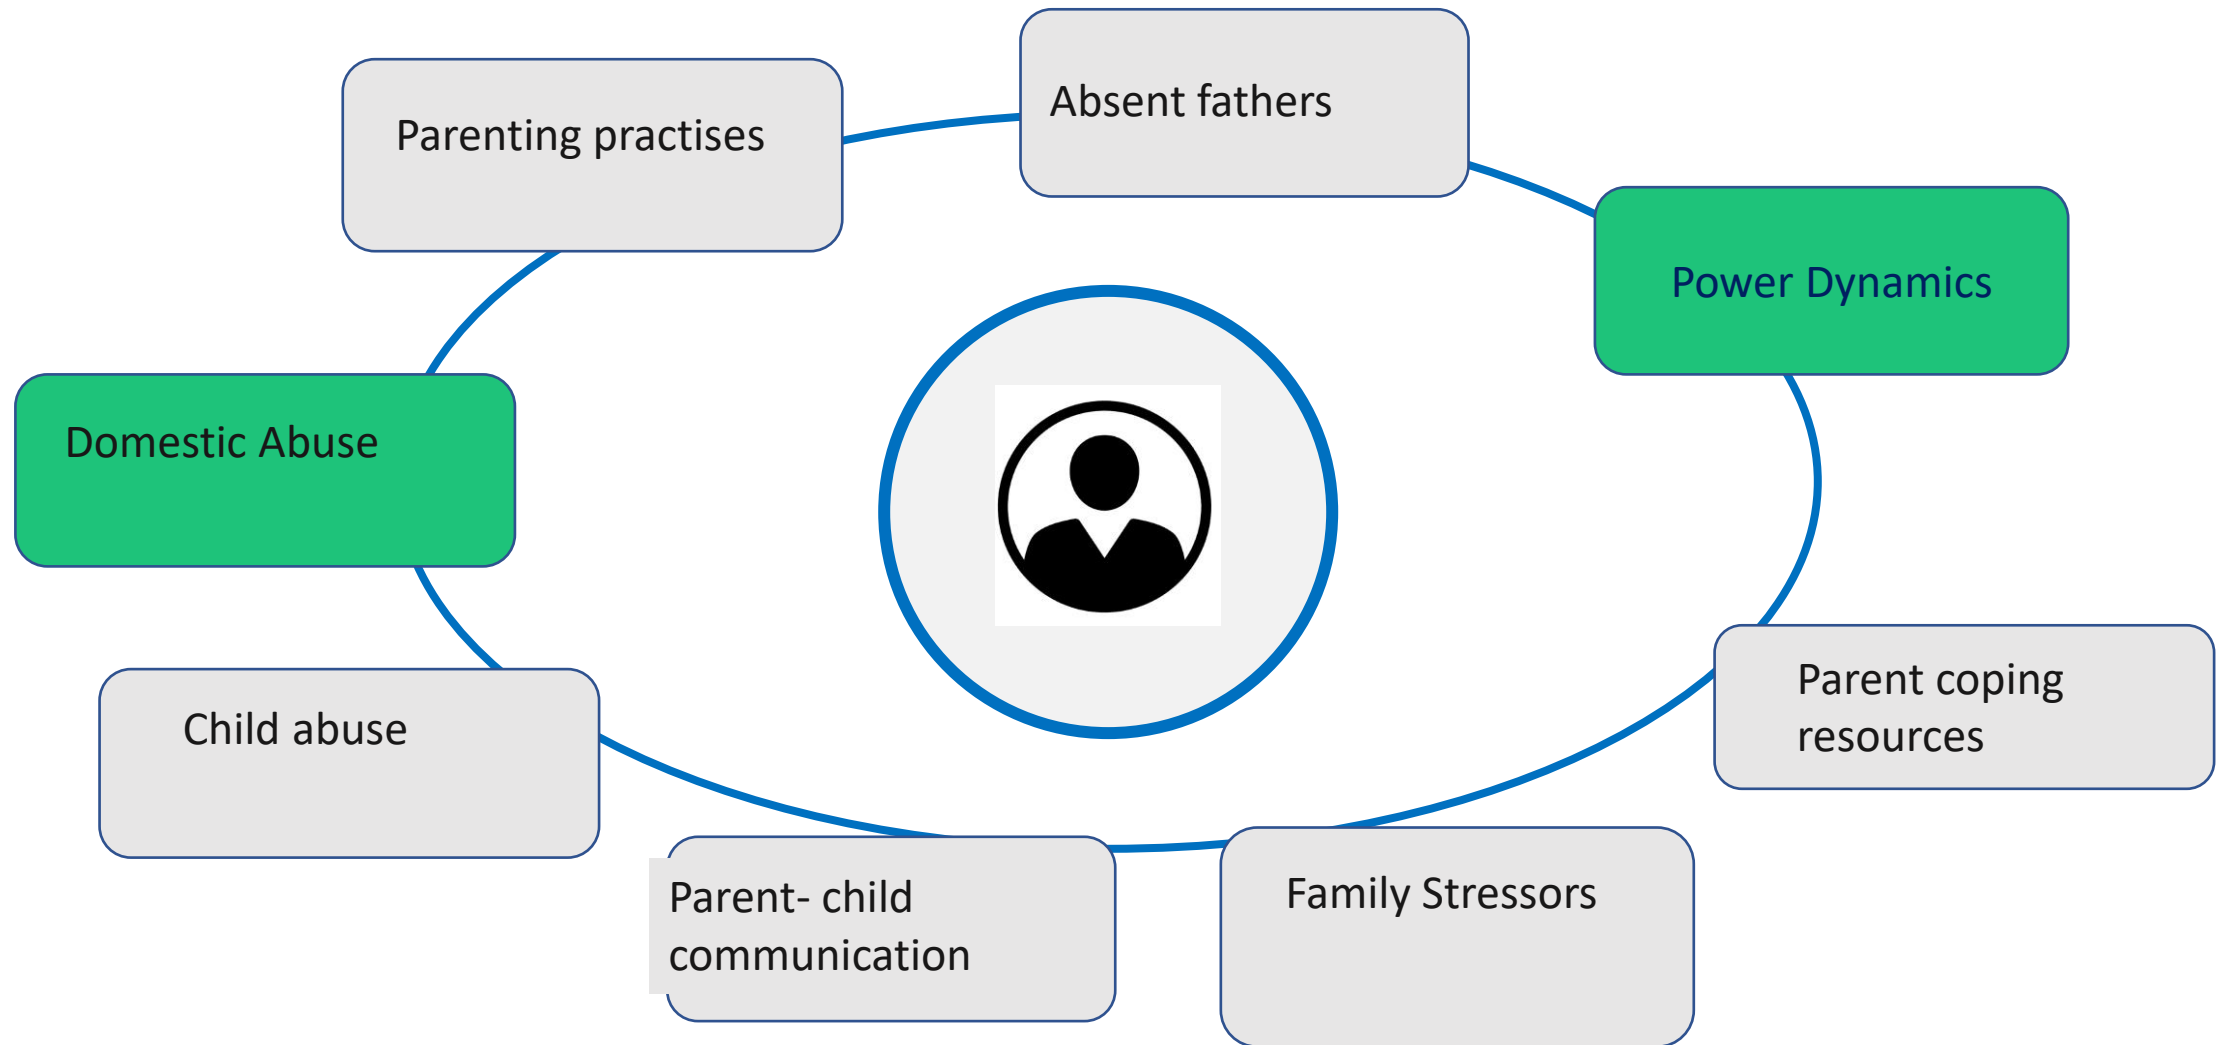 Absent fathers
Parenting practises
Power Dynamics
Domestic Abuse
Parent coping
resources
Child abuse
Family Stressors
Parent- child
communication